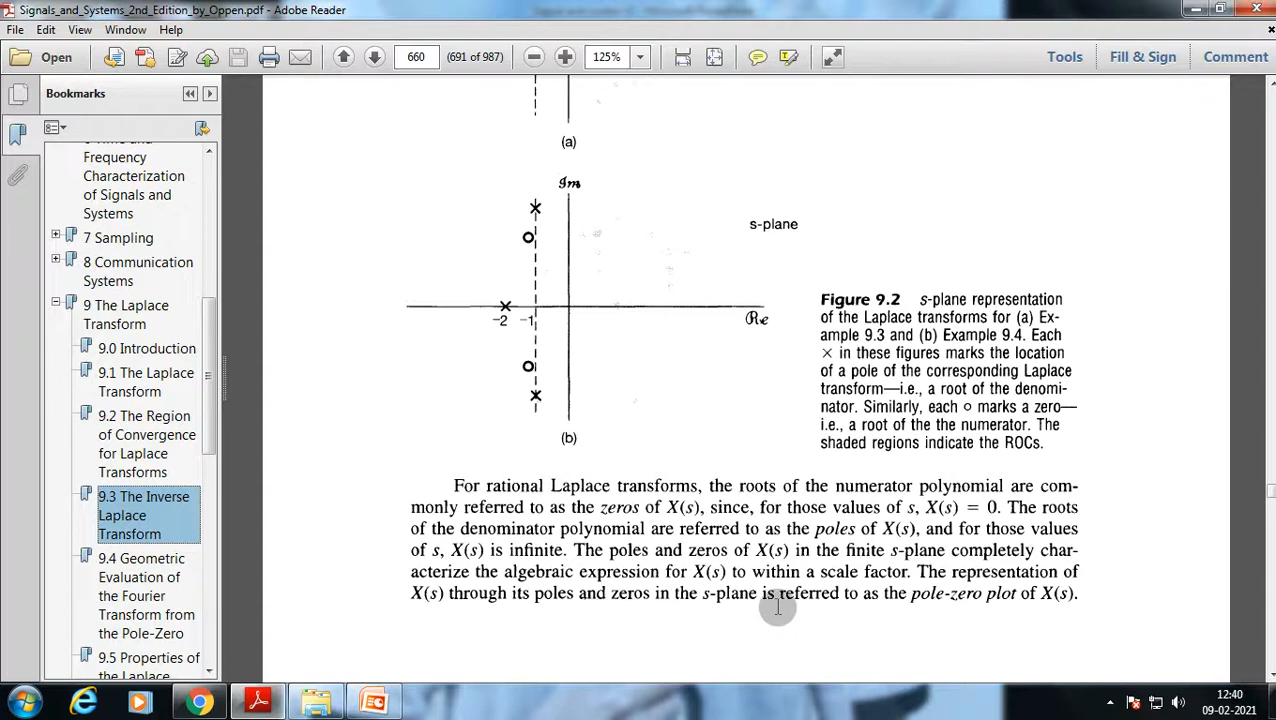 Signals_and_Systems_2nd_Edition_by_Oppen.pdf - Adobe Reader
File Edit View Window Help
Open
660
(691 of 987)
125%
Tools
Fill & Sign
Comment
Bookmarks
Frequency
Characterization
of Signals and
Systems
7 Sampling
8 Communication
Systems
9 The Laplace
Transform
9.0 Introduction
9.1 The Laplace
Transform
9.2 The Region
of Convergence
for Laplace
Transforms
9.3 The Inverse
Laplace
Transform
9.4 Geometric
Evaluation of
the Fourier
Transform from
the Pole-Zero
9.5 Properties of
the Laplace
(a)
Im
s-plane
-2
-1
Re
(b)
Figure 9.2 s-plane representation
of the Laplace transforms for (a) Ex-
ample 9.3 and (b) Example 9.4. Each
× in these figures marks the location
of a pole of the corresponding Laplace
transform—i.e., a root of the denomi-
nator. Similarly, each ○ marks a zero—
i.e., a root of the the numerator. The
shaded regions indicate the ROCs.
For rational Laplace transforms, the roots of the numerator polynomial are com-
monly referred to as the zeros of X(s), since, for those values of s, X(s) = 0. The roots
of the denominator polynomial are referred to as the poles of X(s), and for those values
of s, X(s) is infinite. The poles and zeros of X(s) in the finite s-plane completely char-
acterize the algebraic expression for X(s) to within a scale factor. The representation of
X(s) through its poles and zeros in the s-plane is referred to as the pole-zero plot of X(s).
12:40
09-02-2021